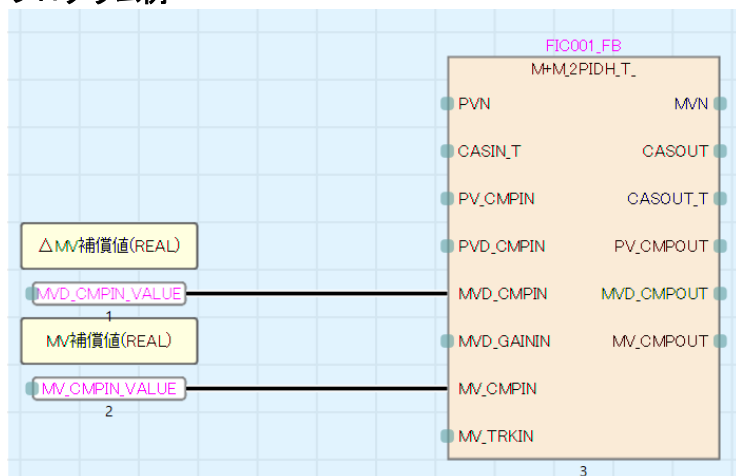 FIC001_FB
M+M_2PIDH_T_
PVN MVN
CASIN_T CASOUT
PV_CMPIN CASOUT_T
△MV補償値(REAL)
PVD_CMPIN PV_CMPOUT
MVD_CMPIN_VALUE
1
MVD_CMPIN MVD_CMPOUT
MV補償値(REAL)
MVD_GAININ MV_CMPOUT
MV_CMPIN_VALUE
2
MV_CMPIN
MV_TRKIN
3